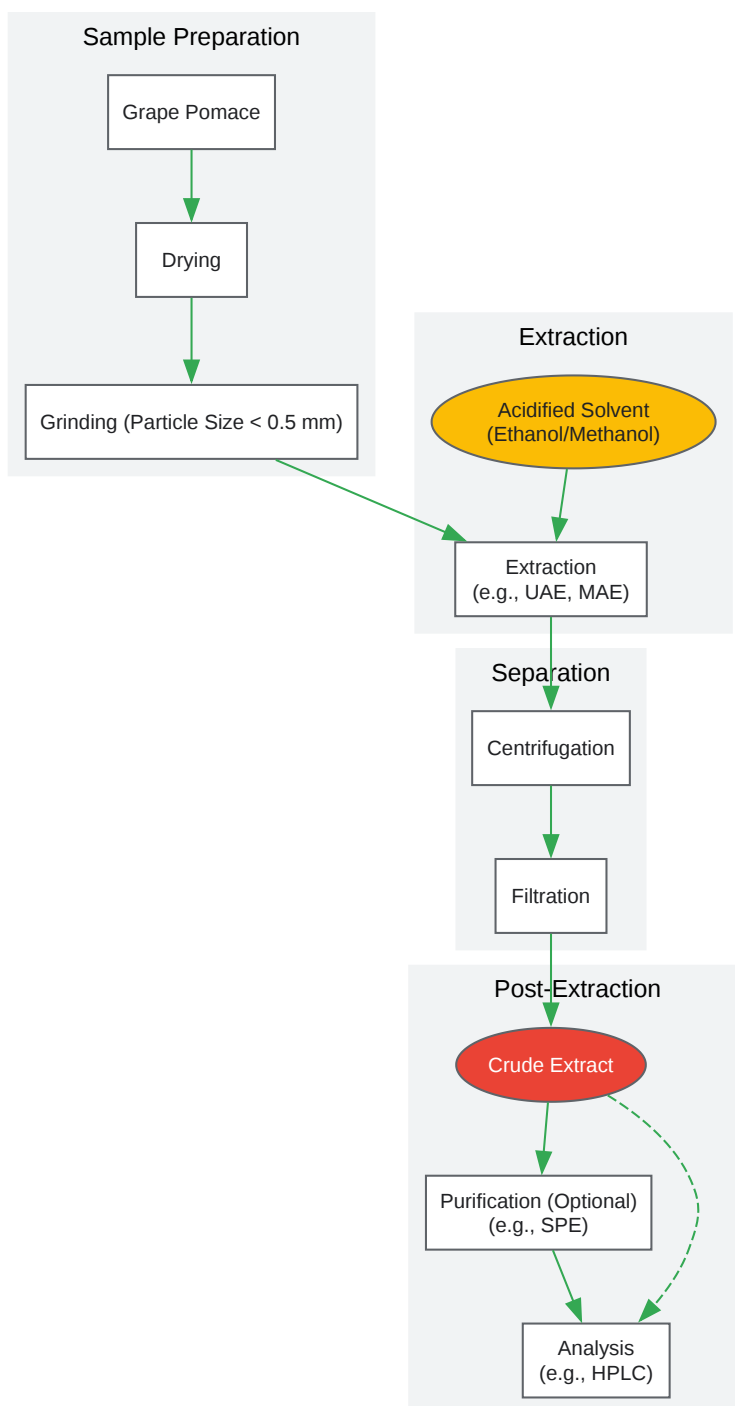 Sample Preparation
Grape Pomace
Drying
Grinding (Particle Size < 0.5 mm)
Extraction
Acidified Solvent
(Ethanol/Methanol)
Extraction
(e.g., UAE, MAE)
Separation
Centrifugation
Filtration
Post-Extraction
Crude Extract
Purification (Optional)
(e.g., SPE)
Analysis
(e.g., HPLC)